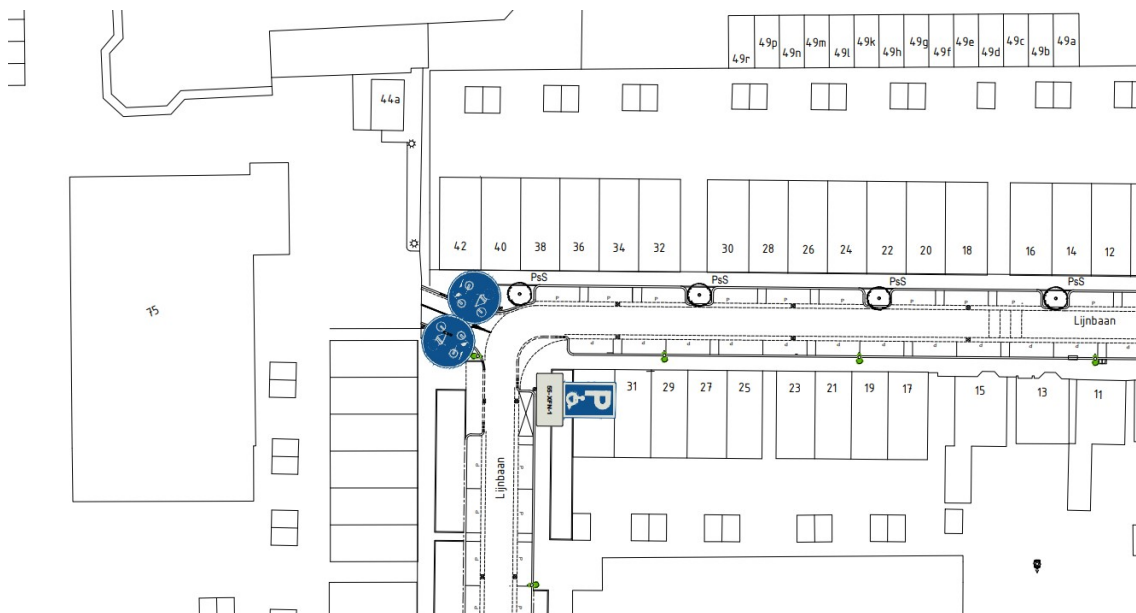 49r 49p 49n 49m 49l 49k 49h 49g 49f 49e 49d 49c 49b 49a
44a
42 40 38 36 34 32 30 28 26 24 22 20 18 16 14 12
PsS PsS PsS PsS
75
Lijnbaan
31 29 27 25 23 21 19 17 15 13 11
P
Lijnbaan